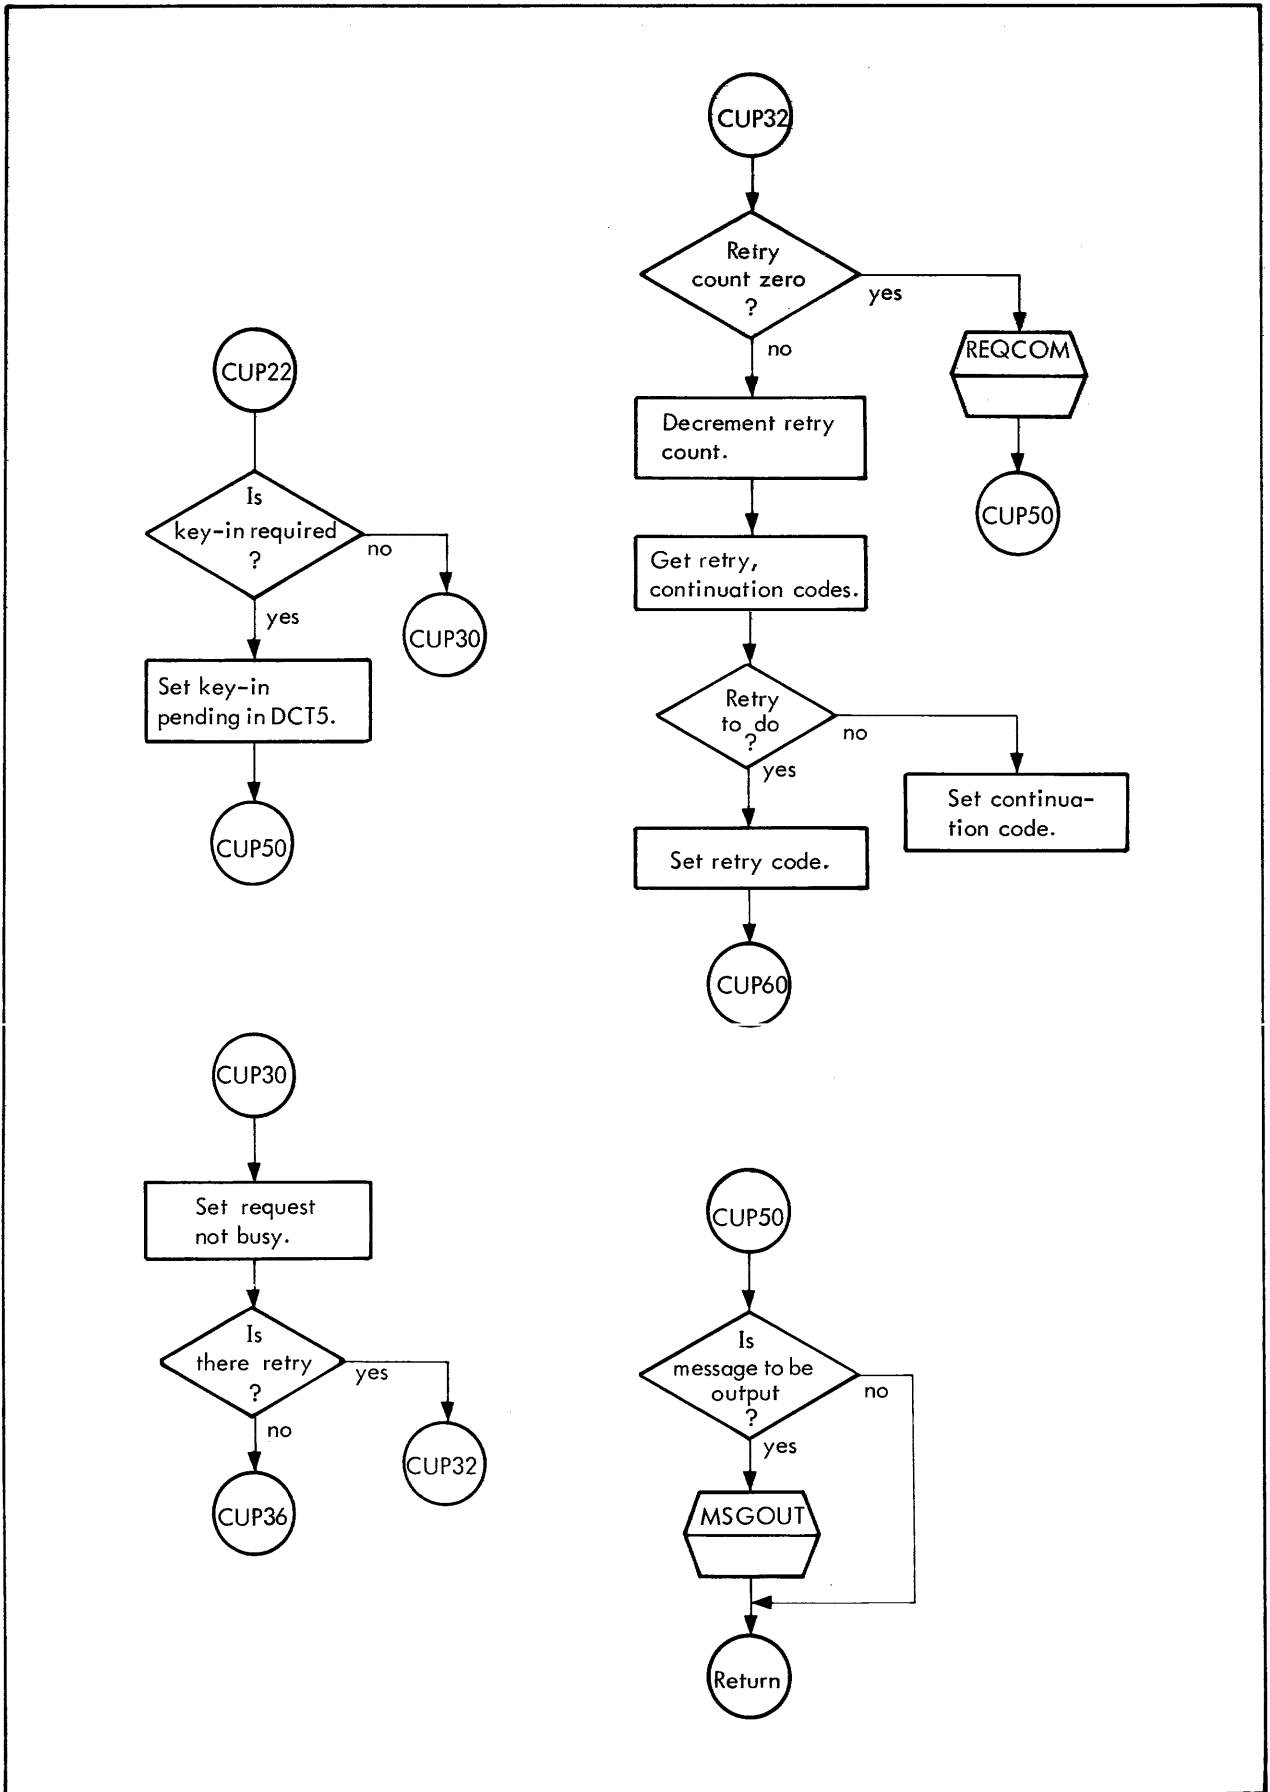 CUP22
Is
key-in required
?
no
yes
CUP30
Set key-in
pending in DCT5.
CUP50
CUP32
Retry
count zero
?
yes
no
REQCOM
CUP50
Decrement retry
count.
Get retry,
continuation codes.
Retry
to do
?
no
yes
Set continua-
tion code.
Set retry code.
CUP60
CUP30
Set request
not busy.
Is
there retry
?
yes
no
CUP32
CUP36
CUP50
Is
message to be
output
?
no
yes
MSGOUT
Return